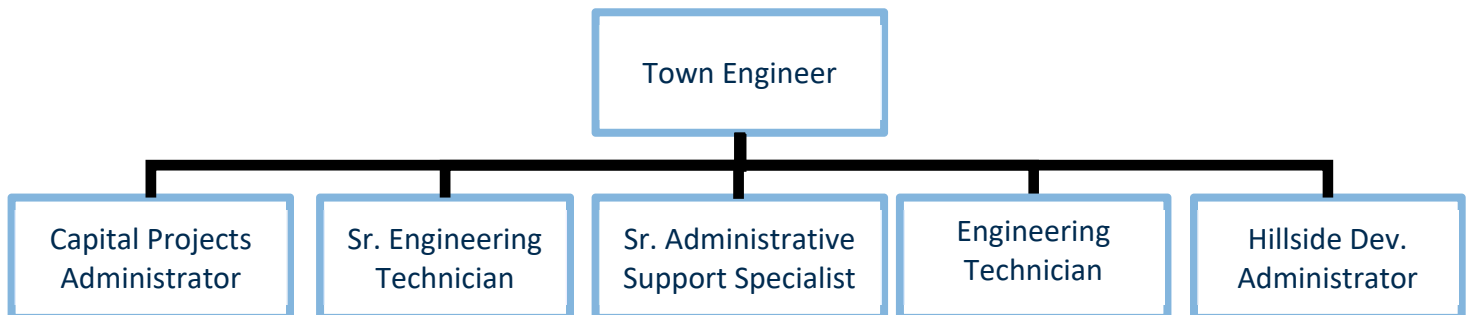 Town Engineer
Capital Projects
Administrator
Sr. Engineering
Technician
Sr. Administrative
Support Specialist
Engineering
Technician
Hillside Dev.
Administrator